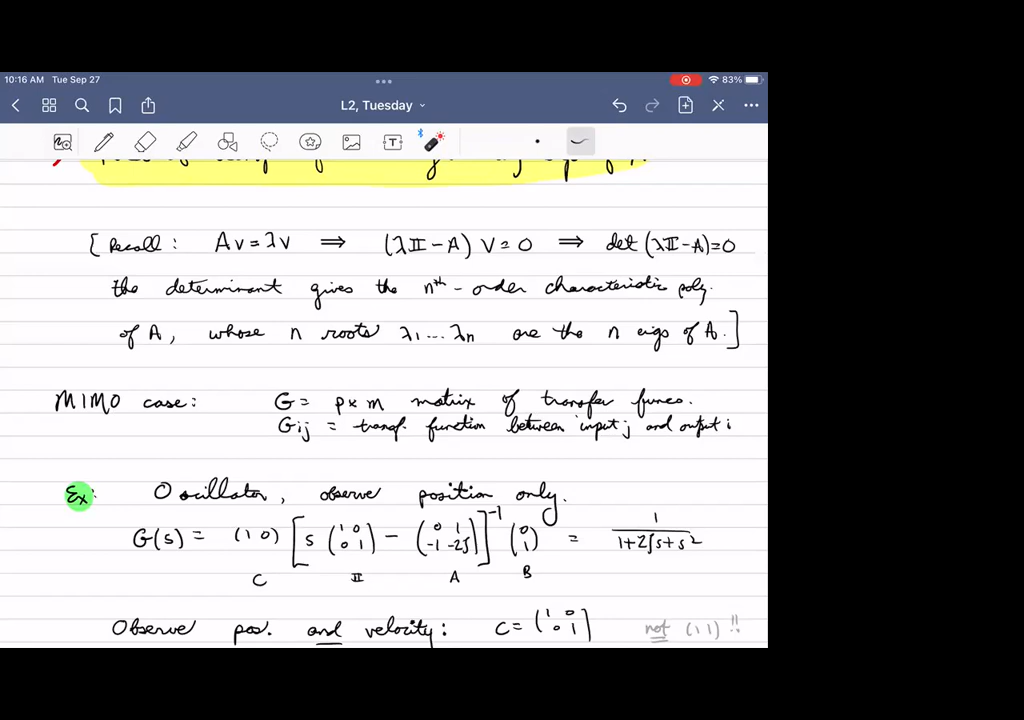 10:16 AM Tue Sep 27
83%
L2, Tuesday
[ Recall : Av = λv ⟹ (λ𝕀 - A) v = 0 ⟹ det (λ𝕀 - A) = 0
the determinant gives the nth-order characteristic poly.
of A, whose n roots λ1 ... λn are the n eigs of A. ]
MIMO case: G = p x m matrix of transfer funcs.
Gij = transf. function between input j and output i
Ex: Oscillator, observe position only.
G(s) = (1 0) [ s (1 0; 0 1) - (0 1; -1 -2ζ) ]^-1 (0; 1) = 1/(1+2ζs+s²)
C 𝕀 A B
Observe pos. and velocity: C = (1 0; 0 1) not (1 1) !!